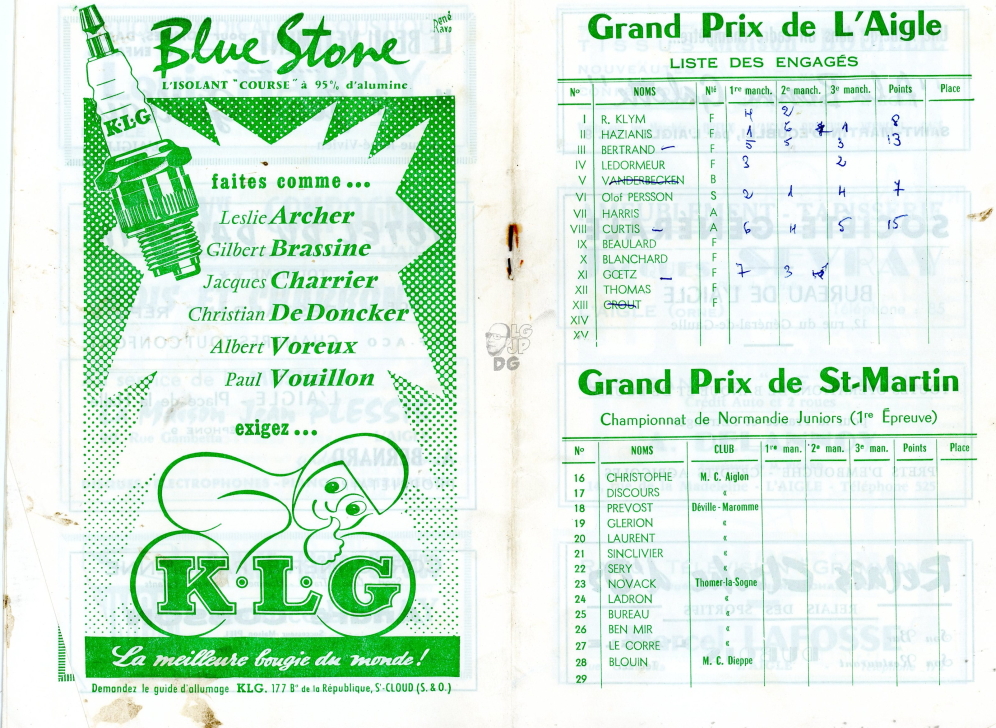 Blue Stone
René Ravo
L'ISOLANT "COURSE" à 95% d'alumine
K·L·G
faites comme...
Leslie Archer
Gilbert Brassine
Jacques Charrier
Christian De Doncker
Albert Voreux
Paul Vouillon
exigez...
K·L·G
La meilleure bougie du monde!
Demandez le guide d'allumage KLG. 177 Bd de la République, St-CLOUD (S. & O.)
Grand Prix de L'Aigle
LISTE DES ENGAGÉS
No NOMS Nté 1re manch. 2e manch. 3e manch. Points Place
I R. KLYM F 4 2
II HAZIANIS F 1 6 1 8
III BERTRAND F 5 5 3 13
IV LEDORMEUR F 3 2
V VANDERBECKEN B
VI Olof PERSSON S 2 1 4 7
VII HARRIS A
VIII CURTIS A 6 4 5 15
IX BEAULARD F
X BLANCHARD F
XI GŒTZ F 7 3
XII THOMAS F
XIII GROUT F
XIV
XV
Grand Prix de St-Martin
Championnat de Normandie Juniors (1re Épreuve)
No NOMS CLUB 1re man. 2e man. 3e man. Points Place
16 CHRISTOPHE M. C. Aiglon
17 DISCOURS «
18 PREVOST Déville-Maromme
19 GLERION «
20 LAURENT «
21 SINCLIVIER «
22 SERY «
23 NOVACK Thomer-la-Sogne
24 LADRON «
25 BUREAU «
26 BEN MIR «
27 LE CORRE «
28 BLOUIN M. C. Dieppe
29
LG
JP
DG